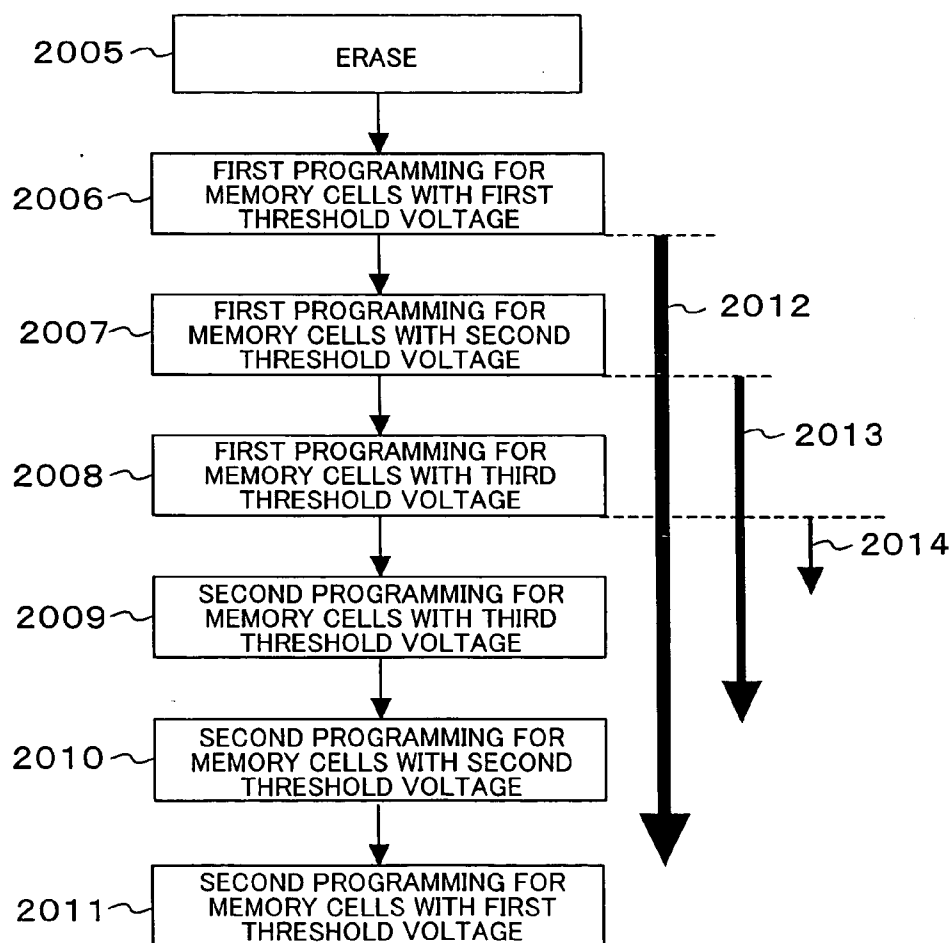 2005
ERASE
2006
FIRST PROGRAMMING FOR
MEMORY CELLS WITH FIRST
THRESHOLD VOLTAGE
2012
2007
FIRST PROGRAMMING FOR
MEMORY CELLS WITH SECOND
THRESHOLD VOLTAGE
2013
2008
FIRST PROGRAMMING FOR
MEMORY CELLS WITH THIRD
THRESHOLD VOLTAGE
2014
2009
SECOND PROGRAMMING FOR
MEMORY CELLS WITH THIRD
THRESHOLD VOLTAGE
2010
SECOND PROGRAMMING FOR
MEMORY CELLS WITH SECOND
THRESHOLD VOLTAGE
2011
SECOND PROGRAMMING FOR
MEMORY CELLS WITH FIRST
THRESHOLD VOLTAGE